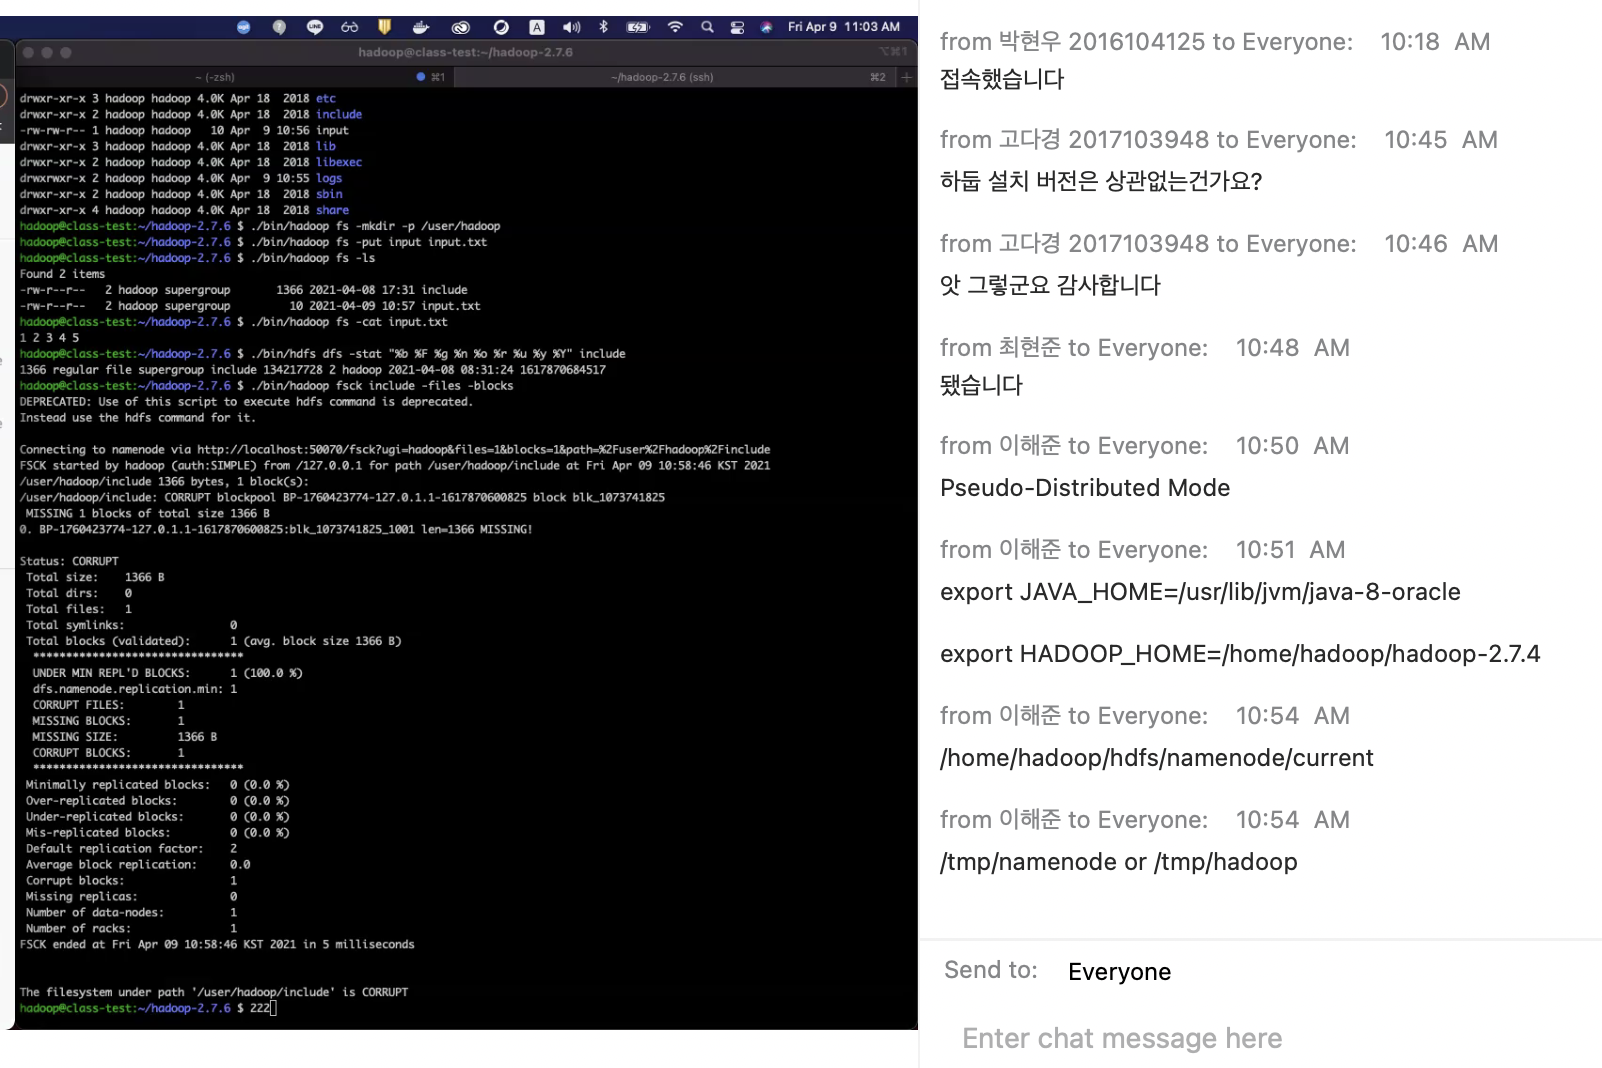 Fri Apr 9 11:03 AM
hadoop@class-test:~/hadoop-2.7.6
⌥⌘1
~ (-zsh)
⌘1
~/hadoop-2.7.6 (ssh)
⌘2
drwxr-xr-x 3 hadoop hadoop 4.0K Apr 18  2018 etc
drwxr-xr-x 2 hadoop hadoop 4.0K Apr 18  2018 include
-rw-rw-r-- 1 hadoop hadoop   10 Apr  9 10:56 input
drwxr-xr-x 3 hadoop hadoop 4.0K Apr 18  2018 lib
drwxr-xr-x 2 hadoop hadoop 4.0K Apr 18  2018 libexec
drwxrwxr-x 2 hadoop hadoop 4.0K Apr  9 10:55 logs
drwxr-xr-x 2 hadoop hadoop 4.0K Apr 18  2018 sbin
drwxr-xr-x 4 hadoop hadoop 4.0K Apr 18  2018 share
hadoop@class-test:~/hadoop-2.7.6 $ ./bin/hadoop fs -mkdir -p /user/hadoop
hadoop@class-test:~/hadoop-2.7.6 $ ./bin/hadoop fs -put input input.txt
hadoop@class-test:~/hadoop-2.7.6 $ ./bin/hadoop fs -ls
Found 2 items
-rw-r--r--   2 hadoop supergroup       1366 2021-04-08 17:31 include
-rw-r--r--   2 hadoop supergroup         10 2021-04-09 10:57 input.txt
hadoop@class-test:~/hadoop-2.7.6 $ ./bin/hadoop fs -cat input.txt
1 2 3 4 5
hadoop@class-test:~/hadoop-2.7.6 $ ./bin/hdfs dfs -stat "%b %F %g %n %o %r %u %y %Y" include
1366 regular file supergroup include 134217728 2 hadoop 2021-04-08 08:31:24 1617870684517
hadoop@class-test:~/hadoop-2.7.6 $ ./bin/hadoop fsck include -files -blocks
DEPRECATED: Use of this script to execute hdfs command is deprecated.
Instead use the hdfs command for it.
Connecting to namenode via http://localhost:50070/fsck?ugi=hadoop&files=1&blocks=1&path=%2Fuser%2Fhadoop%2Finclude
FSCK started by hadoop (auth:SIMPLE) from /127.0.0.1 for path /user/hadoop/include at Fri Apr 09 10:58:46 KST 2021
/user/hadoop/include 1366 bytes, 1 block(s):
/user/hadoop/include: CORRUPT blockpool BP-1760423774-127.0.1.1-1617870600825 block blk_1073741825
MISSING 1 blocks of total size 1366 B
0. BP-1760423774-127.0.1.1-1617870600825:blk_1073741825_1001 len=1366 MISSING!
Status: CORRUPT
Total size:    1366 B
Total dirs:    0
Total files:   1
Total symlinks:                0
Total blocks (validated):      1 (avg. block size 1366 B)
********************************
UNDER MIN REPL'D BLOCKS:      1 (100.0 %)
dfs.namenode.replication.min: 1
CORRUPT FILES:        1
MISSING BLOCKS:       1
MISSING SIZE:         1366 B
CORRUPT BLOCKS:       1
********************************
Minimally replicated blocks:   0 (0.0 %)
Over-replicated blocks:        0 (0.0 %)
Under-replicated blocks:       0 (0.0 %)
Mis-replicated blocks:         0 (0.0 %)
Default replication factor:    2
Average block replication:     0.0
Corrupt blocks:                1
Missing replicas:              0
Number of data-nodes:          1
Number of racks:               1
FSCK ended at Fri Apr 09 10:58:46 KST 2021 in 5 milliseconds
The filesystem under path '/user/hadoop/include' is CORRUPT
hadoop@class-test:~/hadoop-2.7.6 $ 222
from 박현우 2016104125 to Everyone: 10:18 AM
접속했습니다
from 고다경 2017103948 to Everyone: 10:45 AM
하둡 설치 버전은 상관없는건가요?
from 고다경 2017103948 to Everyone: 10:46 AM
앗 그렇군요 감사합니다
from 최현준 to Everyone: 10:48 AM
됐습니다
from 이해준 to Everyone: 10:50 AM
Pseudo-Distributed Mode
from 이해준 to Everyone: 10:51 AM
export JAVA_HOME=/usr/lib/jvm/java-8-oracle
export HADOOP_HOME=/home/hadoop/hadoop-2.7.4
from 이해준 to Everyone: 10:54 AM
/home/hadoop/hdfs/namenode/current
from 이해준 to Everyone: 10:54 AM
/tmp/namenode or /tmp/hadoop
Send to: Everyone
Enter chat message here